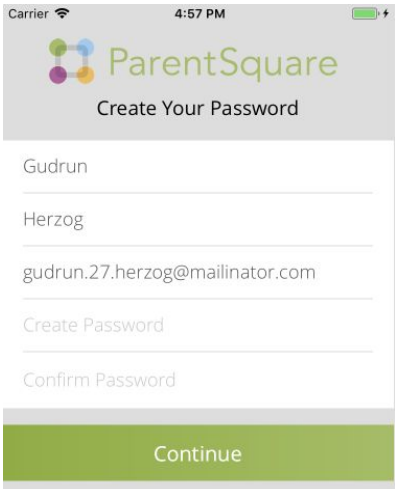 Carrier 4:57 PM
ParentSquare
Create Your Password
Gudrun
Herzog
gudrun.27.herzog@mailinator.com
Create Password
Confirm Password
Continue